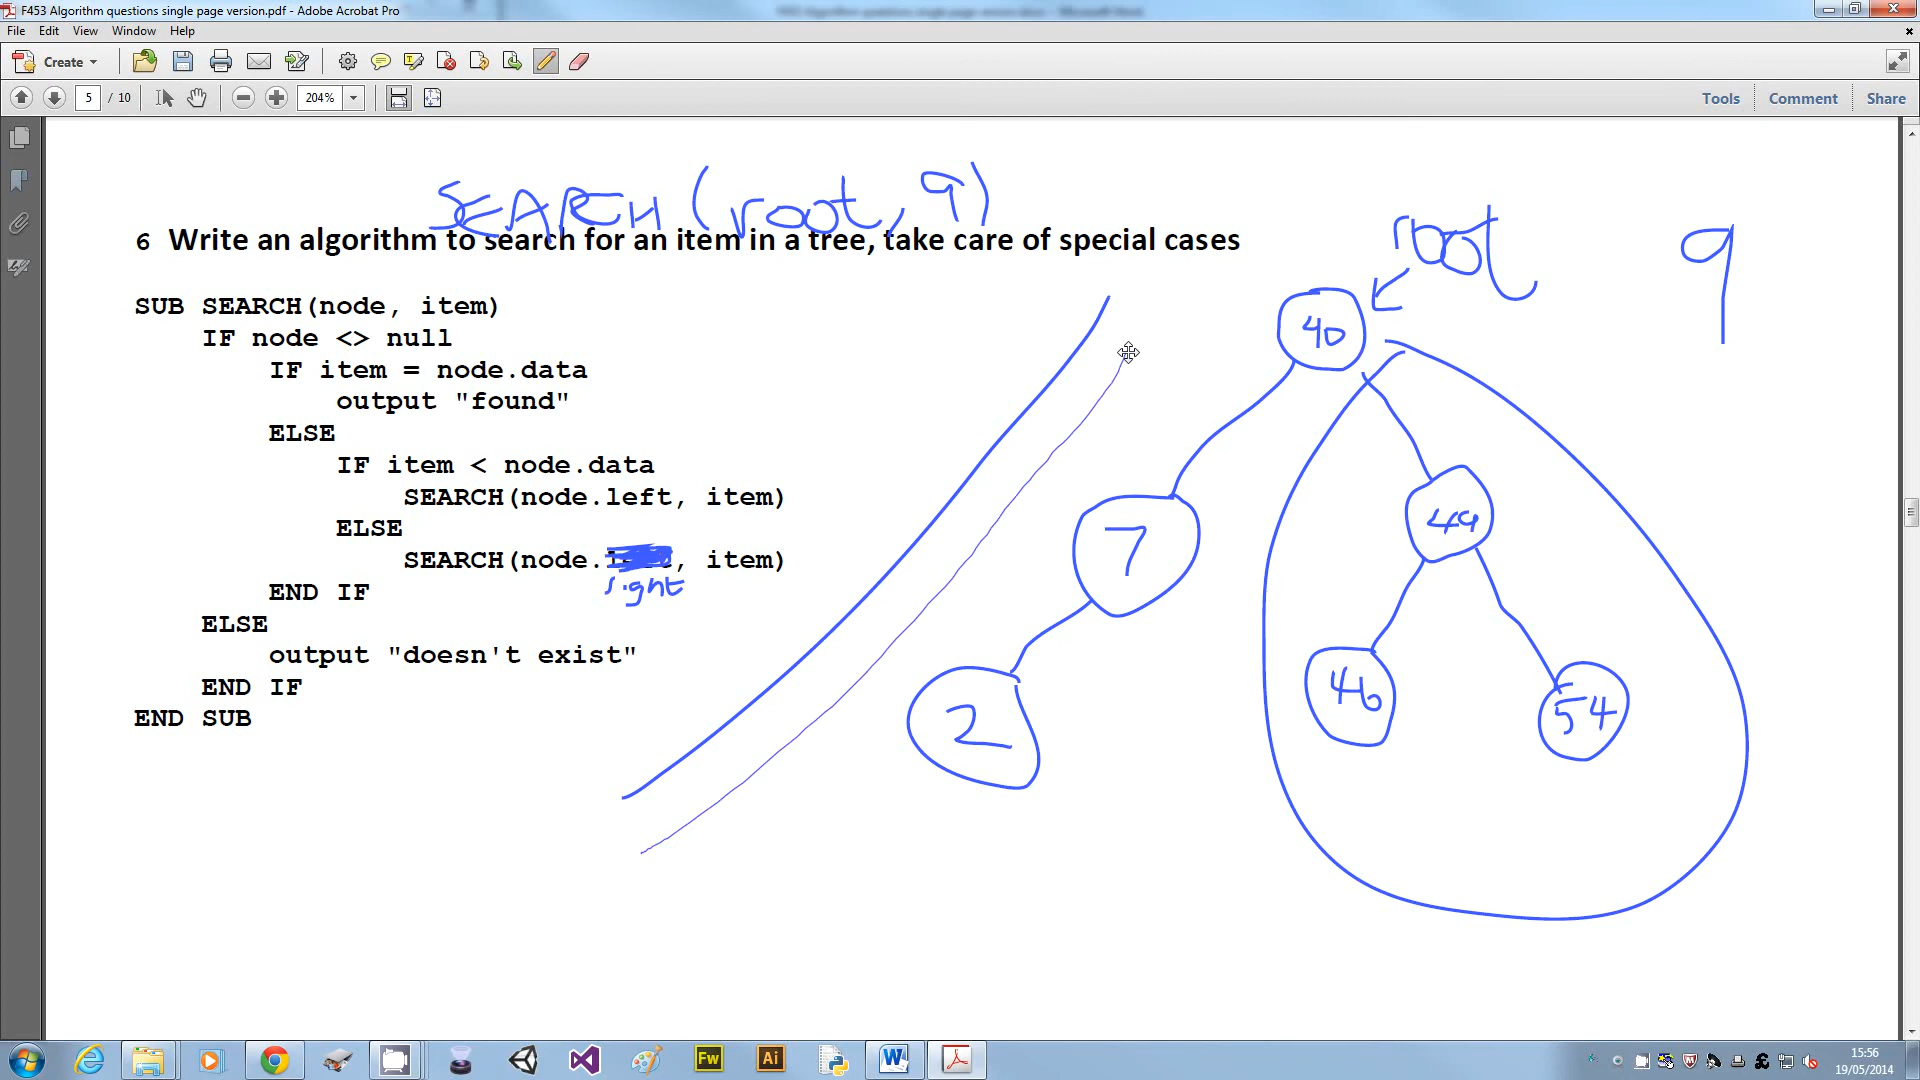 F453 Algorithm questions single page version.pdf - Adobe Acrobat Pro
File Edit View Window Help
Create
5 / 10 204% Tools Comment Share
SEARCH (root, 9)
6 Write an algorithm to search for an item in a tree, take care of special cases
root
9
SUB SEARCH(node, item)
IF node <> null
IF item = node.data
output "found"
ELSE
IF item < node.data
SEARCH(node.left, item)
ELSE
SEARCH(node.left, item)
right
END IF
ELSE
output "doesn't exist"
END IF
END SUB
40
7
49
2
46
54
Fw
Ai
W
15:56
19/05/2014